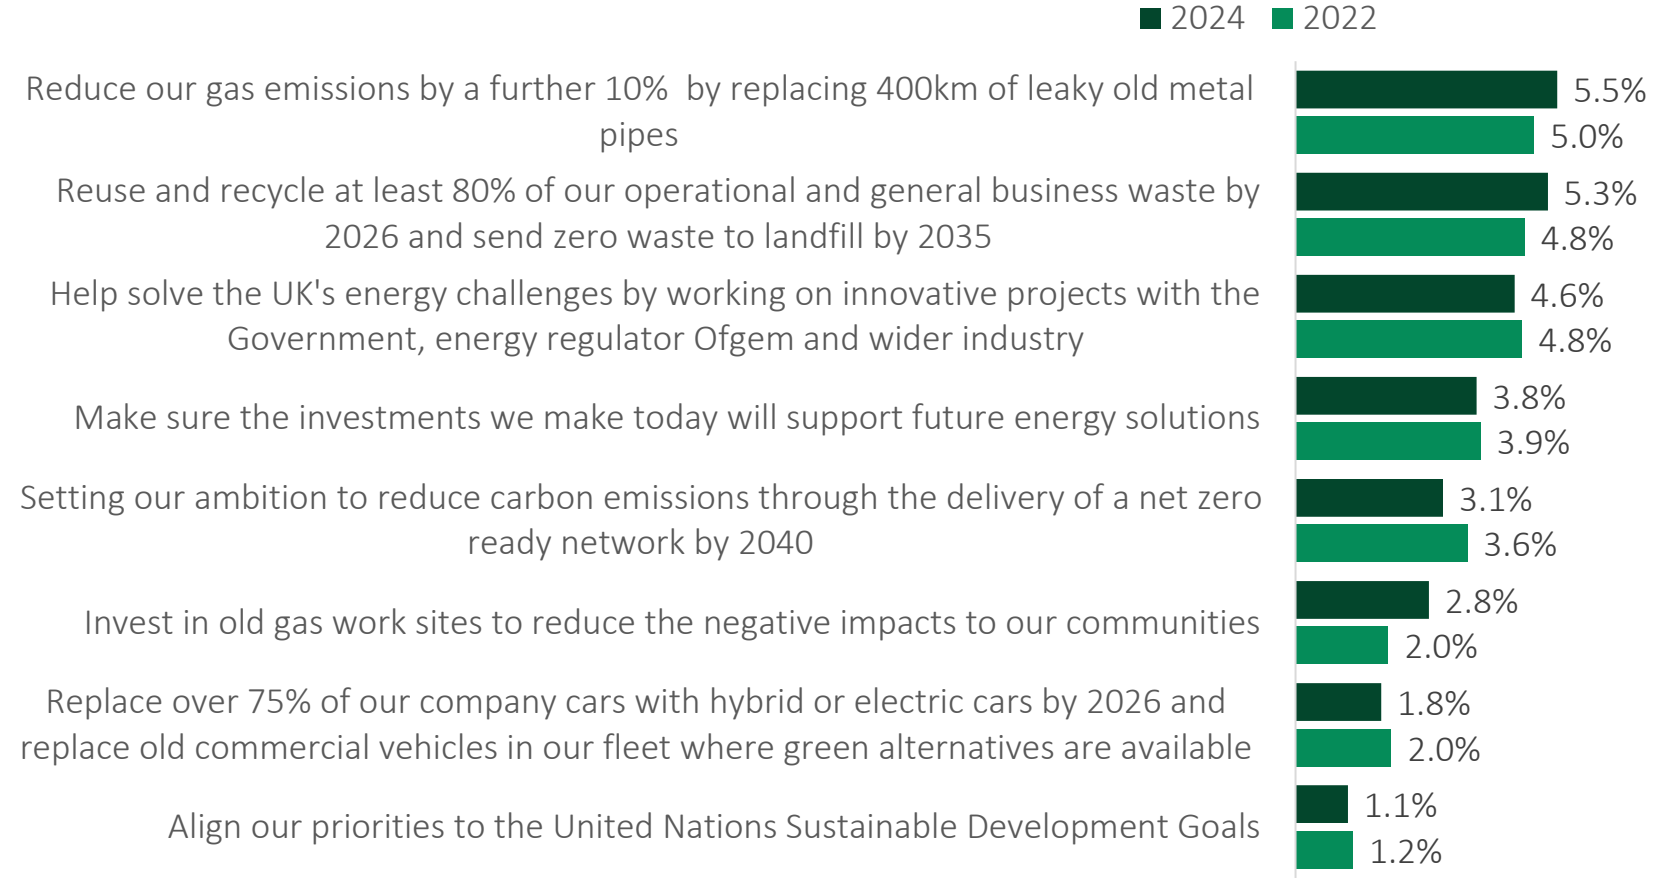 2024 2022
Reduce our gas emissions by a further 10%  by replacing 400km of leaky old metal
pipes
5.5%
5.0%
Reuse and recycle at least 80% of our operational and general business waste by
2026 and send zero waste to landfill by 2035
5.3%
4.8%
Help solve the UK's energy challenges by working on innovative projects with the
Government, energy regulator Ofgem and wider industry
4.6%
4.8%
Make sure the investments we make today will support future energy solutions
3.8%
3.9%
Setting our ambition to reduce carbon emissions through the delivery of a net zero
ready network by 2040
3.1%
3.6%
Invest in old gas work sites to reduce the negative impacts to our communities
2.8%
2.0%
Replace over 75% of our company cars with hybrid or electric cars by 2026 and
replace old commercial vehicles in our fleet where green alternatives are available
1.8%
2.0%
Align our priorities to the United Nations Sustainable Development Goals
1.1%
1.2%